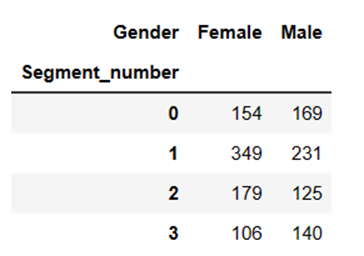 Gender Female Male
Segment_number
0 154 169
1 349 231
2 179 125
3 106 140